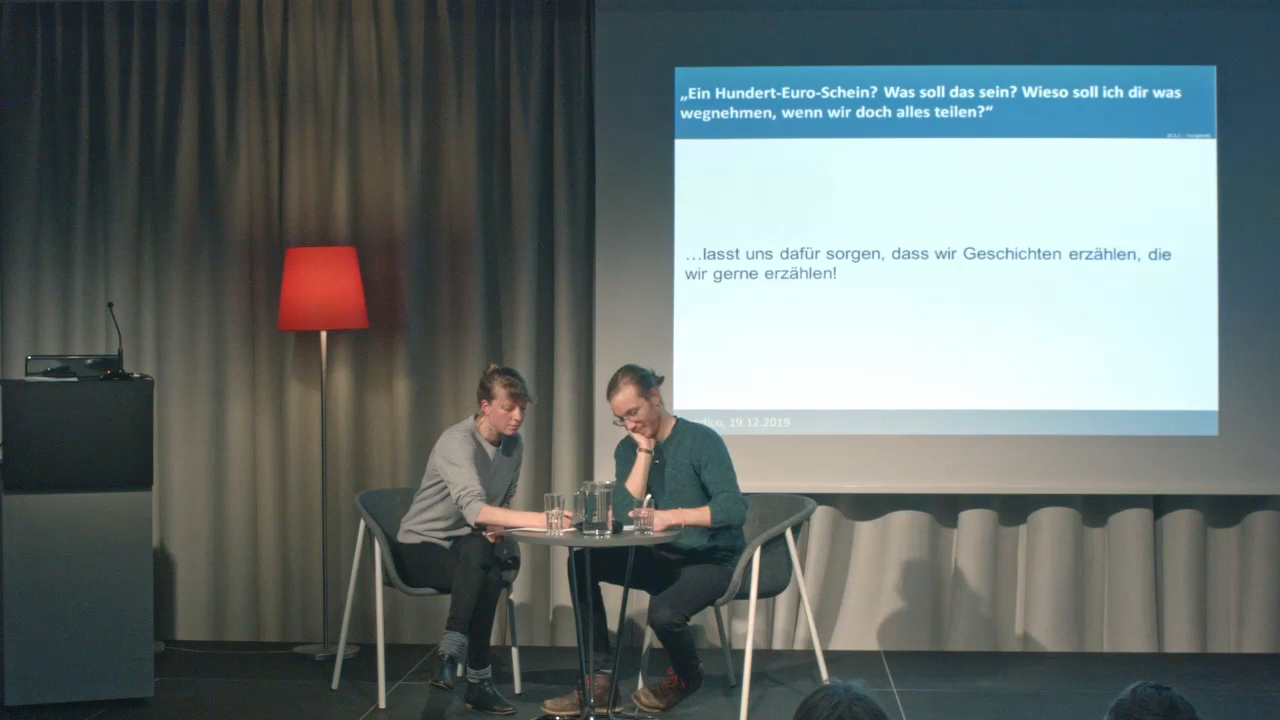 „Ein Hundert-Euro-Schein? Was soll das sein? Wieso soll ich dir was
wegnehmen, wenn wir doch alles teilen?“
…lasst uns dafür sorgen, dass wir Geschichten erzählen, die
wir gerne erzählen!
19.12.2019